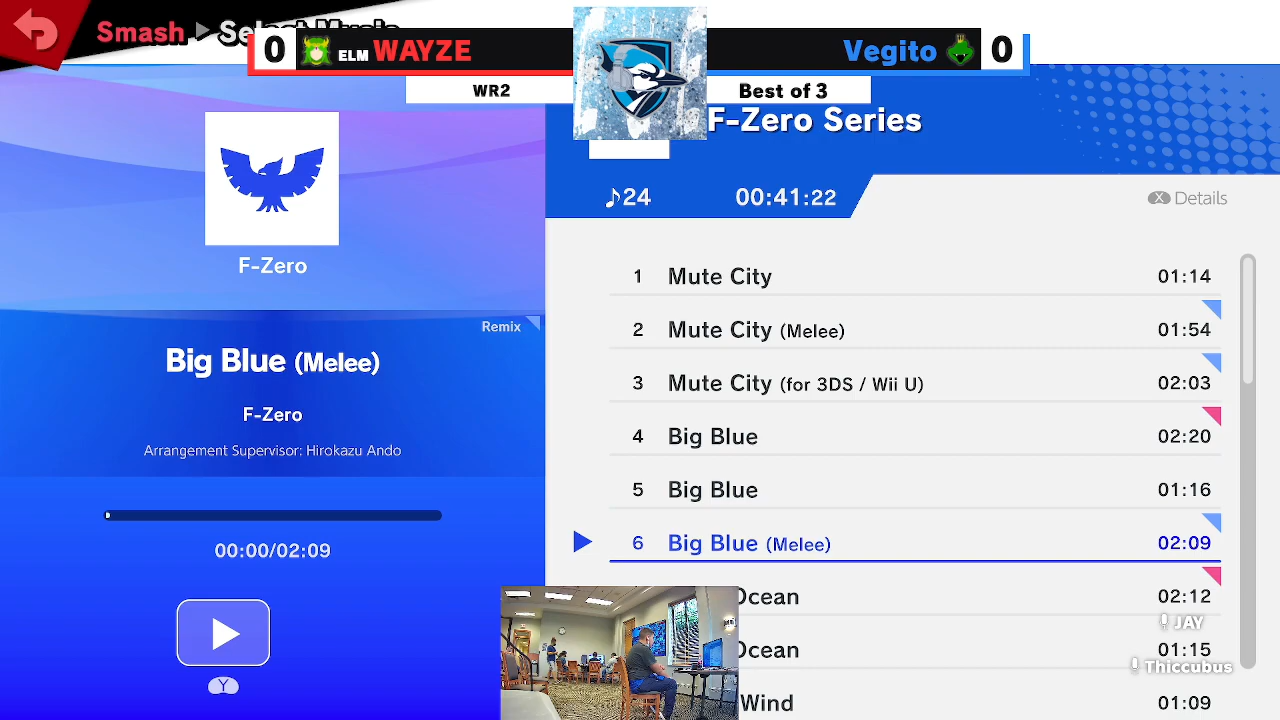 Smash
0
ELM WAYZE
Vegito
0
WR2
Best of 3
F-Zero Series
♪24
00:41:22
X Details
F-Zero
Remix
Big Blue (Melee)
F-Zero
Arrangement Supervisor: Hirokazu Ando
00:00/02:09
Y
1 Mute City 01:14
2 Mute City (Melee) 01:54
3 Mute City (for 3DS / Wii U) 02:03
4 Big Blue 02:20
5 Big Blue 01:16
6 Big Blue (Melee) 02:09
Ocean 02:12
JAY
Ocean 01:15
Thiccubus
Wind 01:09